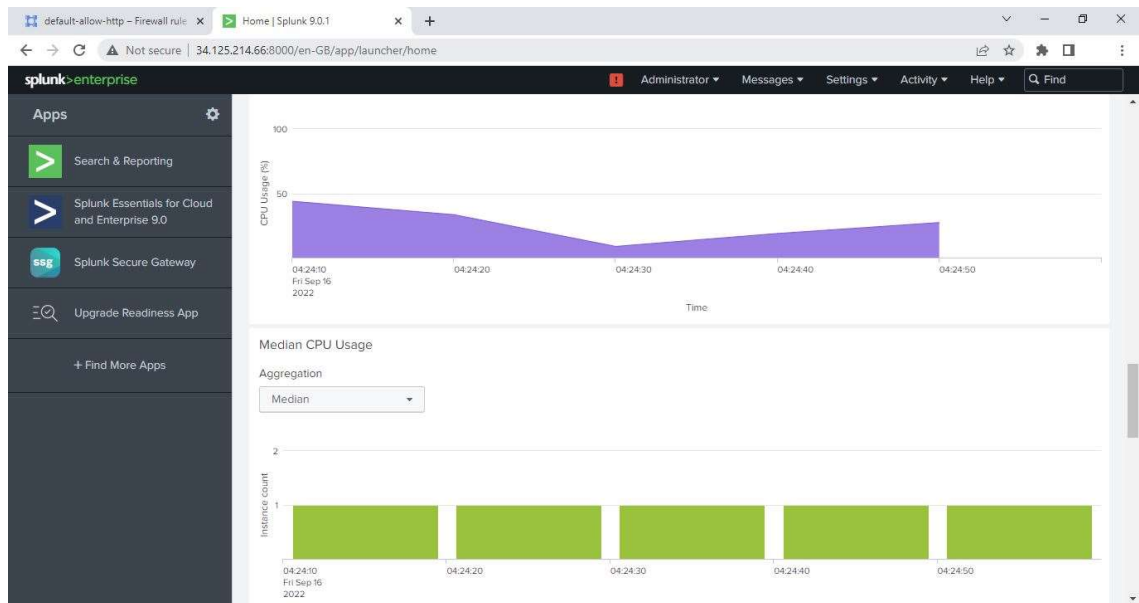 default-allow-http – Firewall rule
Home | Splunk 9.0.1
Not secure | 34.125.214.66:8000/en-GB/app/launcher/home
splunk>enterprise
! Administrator Messages Settings Activity Help Find
Apps
Search & Reporting
Splunk Essentials for Cloud
and Enterprise 9.0
ssg Splunk Secure Gateway
Upgrade Readiness App
+ Find More Apps
100
50
CPU Usage (%)
04:24:10 04:24:20 04:24:30 04:24:40 04:24:50
Fri Sep 16
2022
Time
Median CPU Usage
Aggregation
Median
2
1
Instance count
04:24:10 04:24:20 04:24:30 04:24:40 04:24:50
Fri Sep 16
2022